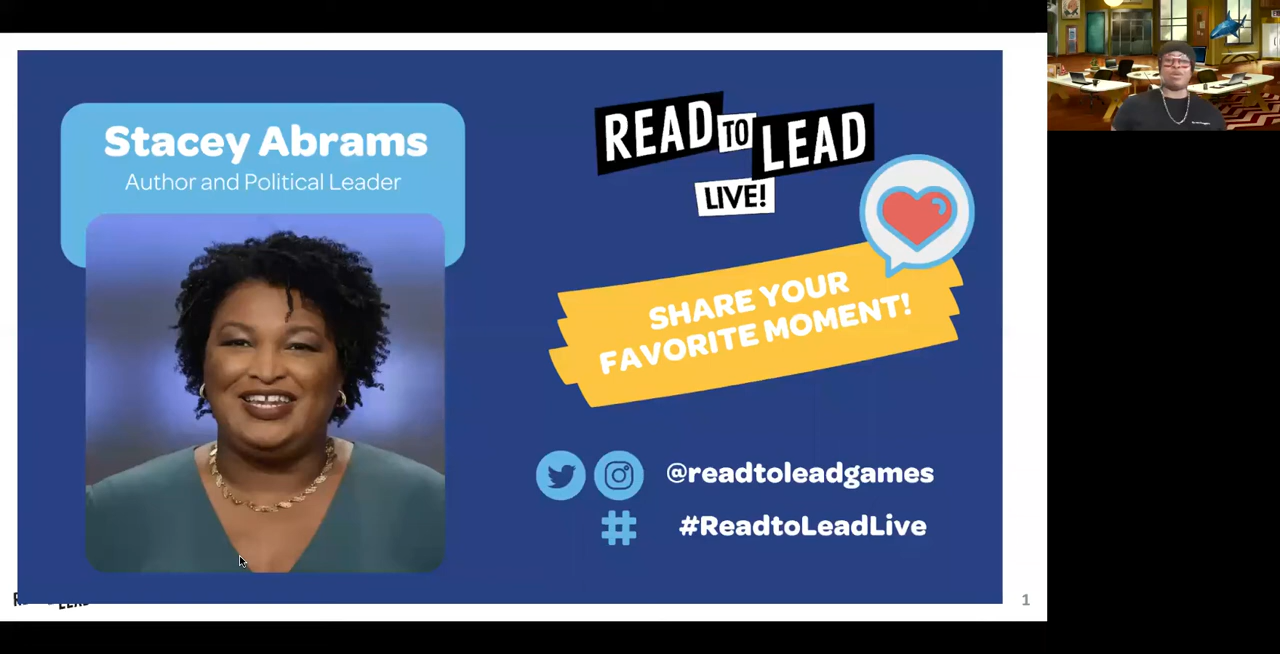 Stacey Abrams
Author and Political Leader
READ TO LEAD
LIVE!
SHARE YOUR
FAVORITE MOMENT!
@readtoleadgames
#ReadtoLeadLive
1